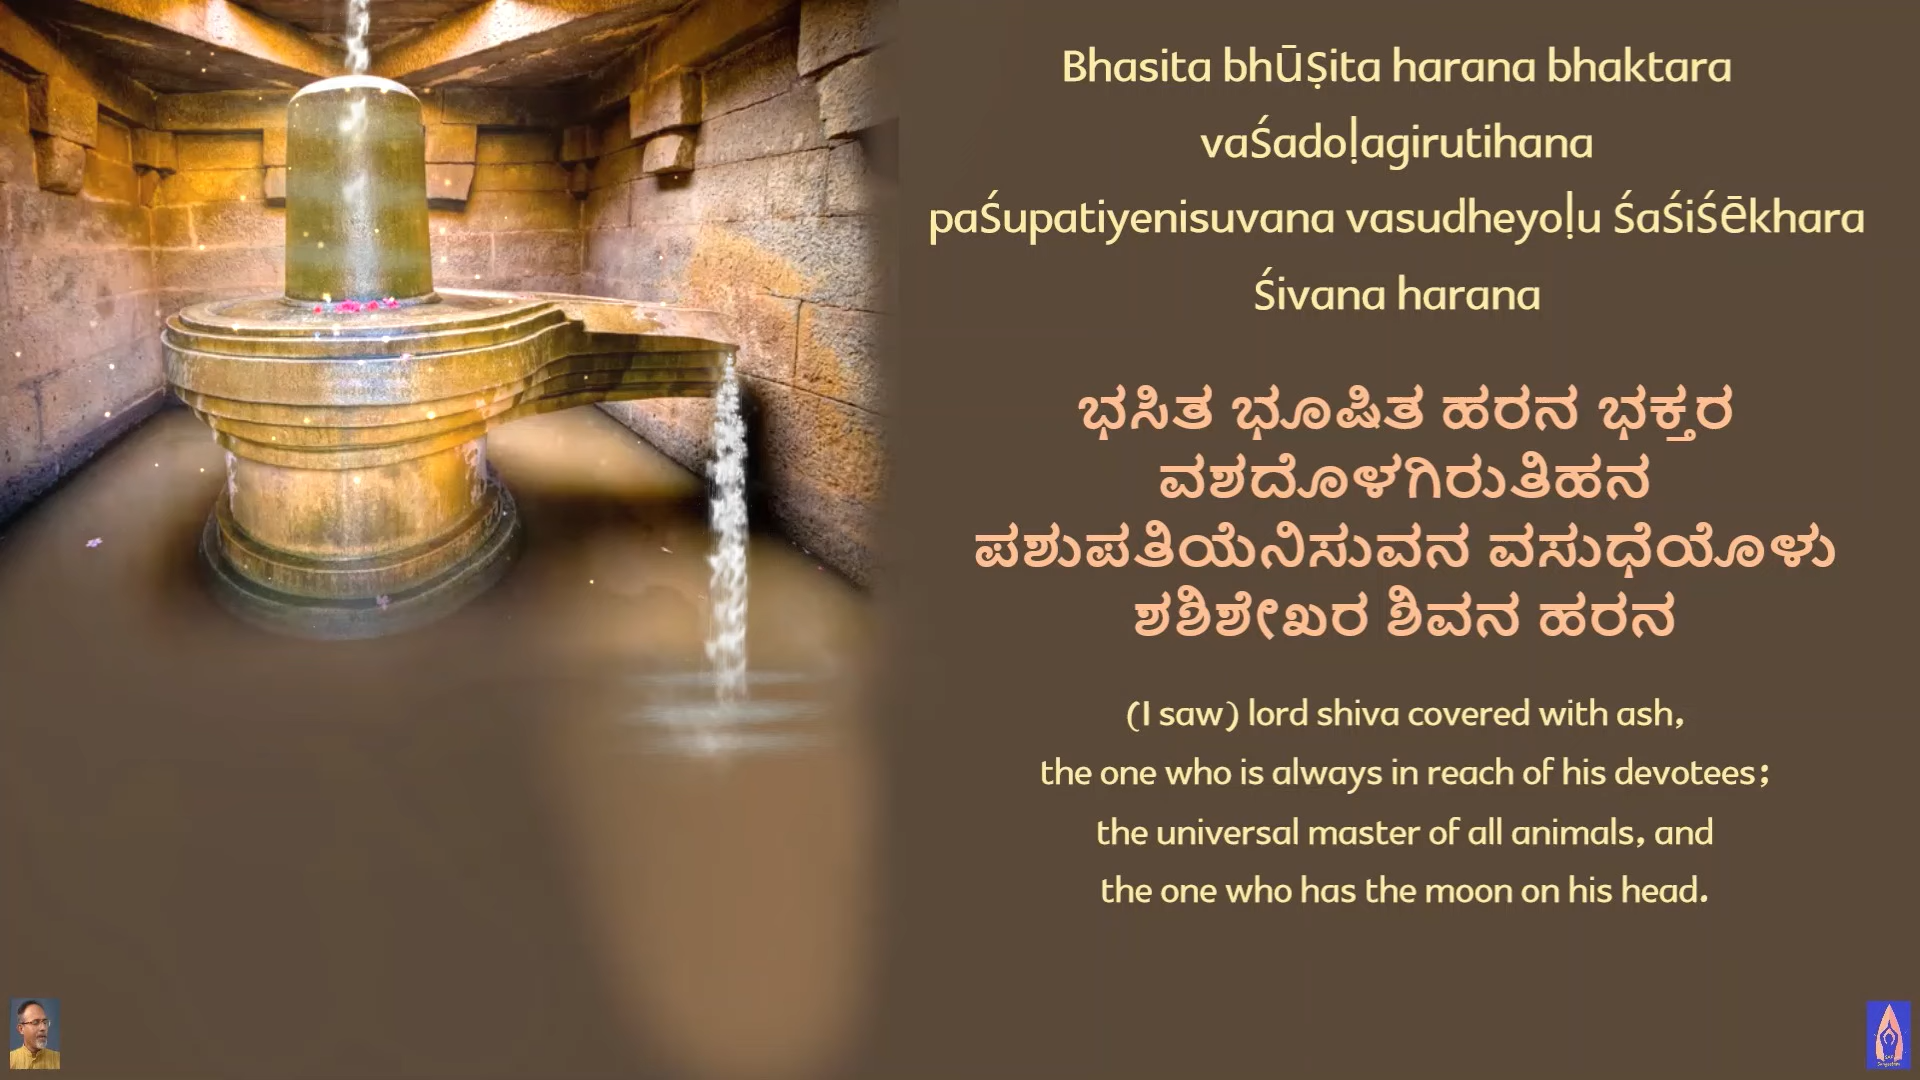 Bhasita bhūṣita harana bhaktara
vaśadoḷagirutihana
paśupatiyenisuvana vasudheyoḷu śaśiśēkhara
śivana harana
ಭಸಿತ ಭೂಷಿತ ಹರನ ಭಕ್ತರ
ವಶದೊಳಗಿರುತಿಹನ
ಪಶುಪತಿಯೆನಿಸುವನ ವಸುಧೆಯೊಳು
ಶಶಿಶೇಖರ ಶಿವನ ಹರನ
(I saw) lord shiva covered with ash,
the one who is always in reach of his devotees;
the universal master of all animals, and
the one who has the moon on his head.